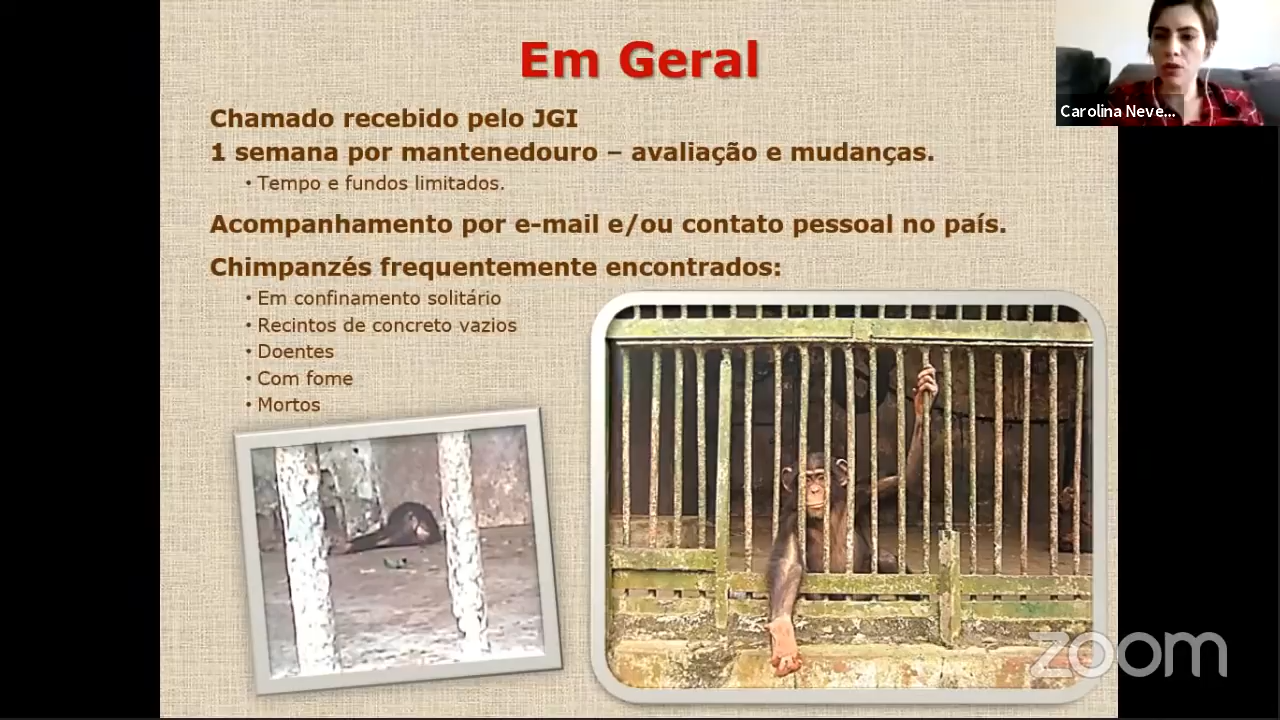 Em Geral
Carolina Neve...
Chamado recebido pelo JGI
1 semana por mantenedouro – avaliação e mudanças.
• Tempo e fundos limitados.
Acompanhamento por e-mail e/ou contato pessoal no país.
Chimpanzés frequentemente encontrados:
• Em confinamento solitário
• Recintos de concreto vazios
• Doentes
• Com fome
• Mortos
zoom